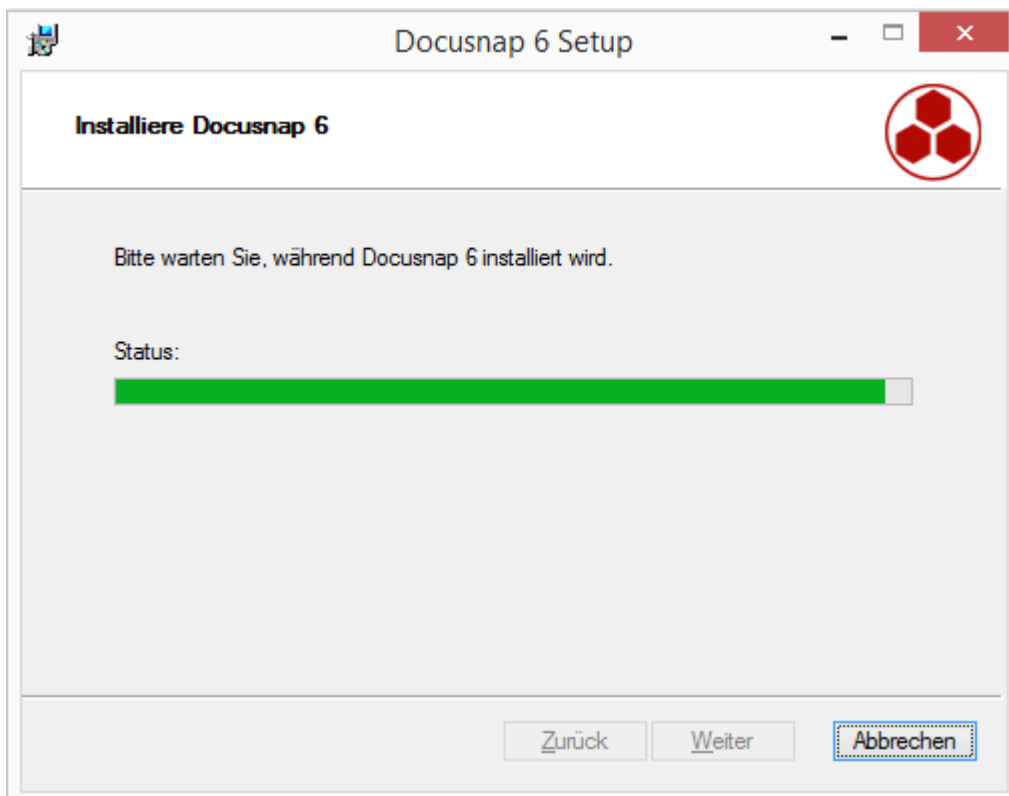 Docusnap 6 Setup
Installiere Docusnap 6
Bitte warten Sie, während Docusnap 6 installiert wird.
Status:
Zurück
Weiter
Abbrechen